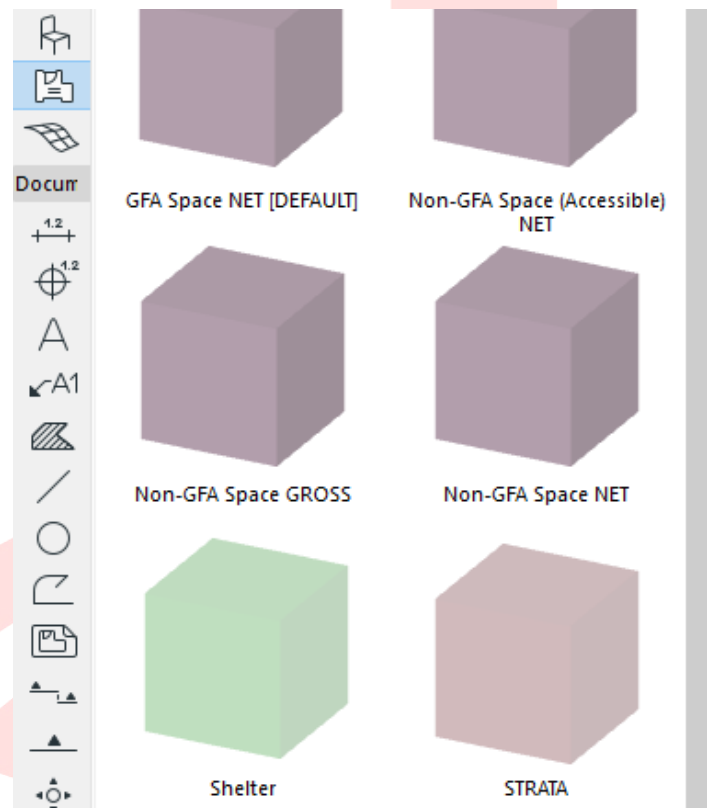 GFA Space NET [DEFAULT]
Non-GFA Space (Accessible)
NET
Docum
1.2
1.2
A
A1
Non-GFA Space GROSS
Non-GFA Space NET
Shelter
STRATA